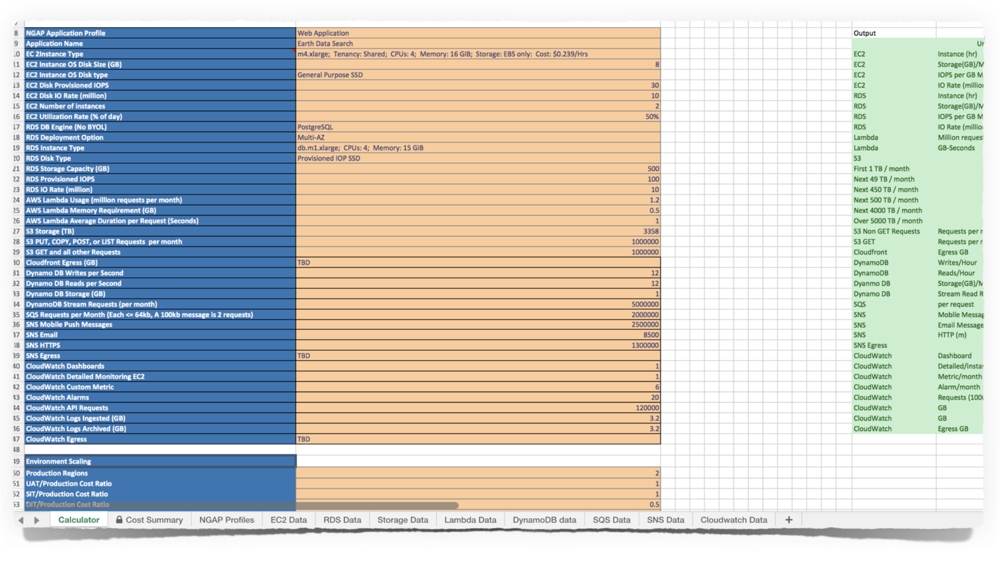 7
8 NGAP Application Profile Web Application Output
9 Application Name Earth Data Search Ur
10 EC 2Instance Type m4.xlarge; Tenancy: Shared; CPUs: 4; Memory: 16 GiB; Storage: EBS only: Cost: $0.239/Hrs EC2 Instance (hr)
11 EC2 Instance OS Disk Size (GB) 8 EC2 Storage(GB)/M
12 EC2 Instance OS Disk type General Purpose SSD EC2 IOPS per GB M
13 EC2 Disk Provisioned IOPS 30 EC2 IO Rate (millio
14 EC2 Disk IO Rate (million) 10 RDS Instance (hr)
15 EC2 Number of instances 2 RDS Storage(GB)/M
16 EC2 Utilization Rate (% of day) 50% RDS IOPS per GB M
17 RDS DB Engine (No BYOL) PostgreSQL RDS IO Rate (millio
18 RDS Deployment Option Multi-AZ Lambda Million reques
19 RDS Instance Type db.m1.xlarge; CPUs: 4; Memory: 15 GiB Lambda GB-Seconds
20 RDS Disk Type Provisioned IOP SSD S3
21 RDS Storage Capacity (GB) 500 First 1 TB / month
22 RDS Provisioned IOPS 100 Next 49 TB / month
23 RDS IO Rate (million) 10 Next 450 TB / month
24 AWS Lambda Usage (million requests per month) 1.2 Next 500 TB / month
25 AWS Lambda Memory Requirement (GB) 0.5 Next 4000 TB / month
26 AWS Lambda Average Duration per Request (Seconds) 1 Over 5000 TB / month
27 S3 Storage (TB) 3358 S3 Non GET Requests Requests per r
28 S3 PUT, COPY, POST, or LIST Requests per month 1000000 S3 GET Requests per r
29 S3 GET and all other Requests 1000000 Cloudfront Egress GB
30 Cloudfront Egress (GB) TBD DynamoDB Writes/Hour
31 Dynamo DB Writes per Second 12 DynamoDB Reads/Hour
32 Dynamo DB Reads per Second 12 Dyanmo DB Storage(GB)/M
33 Dynamo DB Storage (GB) 1 Dynamo DB Stream Read R
34 DynamoDB Stream Requests (per month) 5000000 SQS per request
35 SQS Requests per Month (Each <= 64kb, A 100kb message is 2 requests) 2000000 SNS Mobile Messag
36 SNS Mobile Push Messages 2500000 SNS Email Message
37 SNS Email 8500 SNS HTTP (m)
38 SNS HTTPS 1300000 SNS Egress
39 SNS Egress TBD CloudWatch Dashboard
40 CloudWatch Dashboards 1 CloudWatch Detailed/insta
41 CloudWatch Detailed Monitoring EC2 1 CloudWatch Metric/month
42 CloudWatch Custom Metric 6 CloudWatch Alarm/month
43 CloudWatch Alarms 20 CloudWatch Requests (100
44 CloudWatch API Requests 120000 CloudWatch GB
45 CloudWatch Logs Ingested (GB) 3.2 CloudWatch GB
46 CloudWatch Logs Archived (GB) 3.2 CloudWatch Egress GB
47 CloudWatch Egress TBD
48
49 Environment Scaling
50 Production Regions 2
51 UAT/Production Cost Ratio 1
52 SIT/Production Cost Ratio 1
53 DIT/Production Cost Ratio 0.5
Calculator Cost Summary NGAP Profiles EC2 Data RDS Data Storage Data Lambda Data DynamoDB data SQS Data SNS Data Cloudwatch Data +